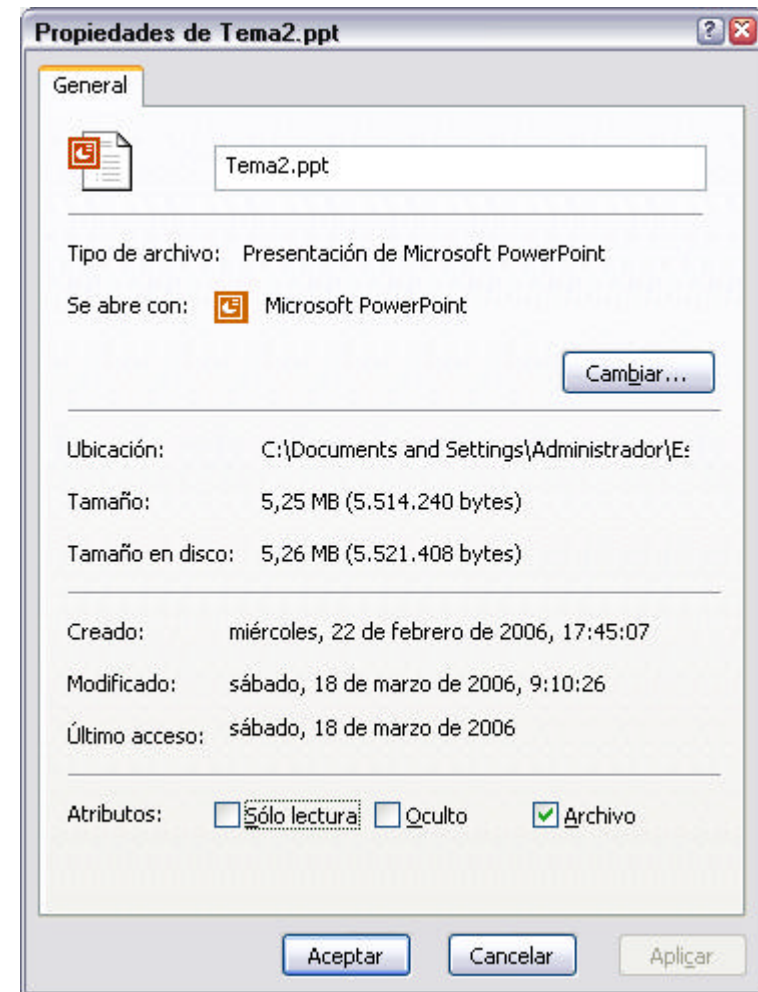 Propiedades de Tema2.ppt
General
Tema2.ppt
Tipo de archivo: Presentación de Microsoft PowerPoint
Se abre con: Microsoft PowerPoint
Cambiar...
Ubicación: C:\Documents and Settings\Administrador\Es
Tamaño: 5,25 MB (5.514.240 bytes)
Tamaño en disco: 5,26 MB (5.521.408 bytes)
Creado: miércoles, 22 de febrero de 2006, 17:45:07
Modificado: sábado, 18 de marzo de 2006, 9:10:26
Último acceso: sábado, 18 de marzo de 2006
Atributos: Sólo lectura Oculto Archivo
Aceptar Cancelar Aplicar